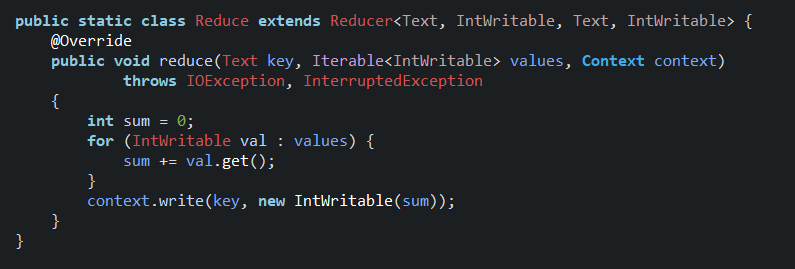 public static class Reduce extends Reducer<Text, IntWritable, Text, IntWritable> {
    @Override
    public void reduce(Text key, Iterable<IntWritable> values, Context context)
            throws IOException, InterruptedException
    {
        int sum = 0;
        for (IntWritable val : values) {
            sum += val.get();
        }
        context.write(key, new IntWritable(sum));
    }
}